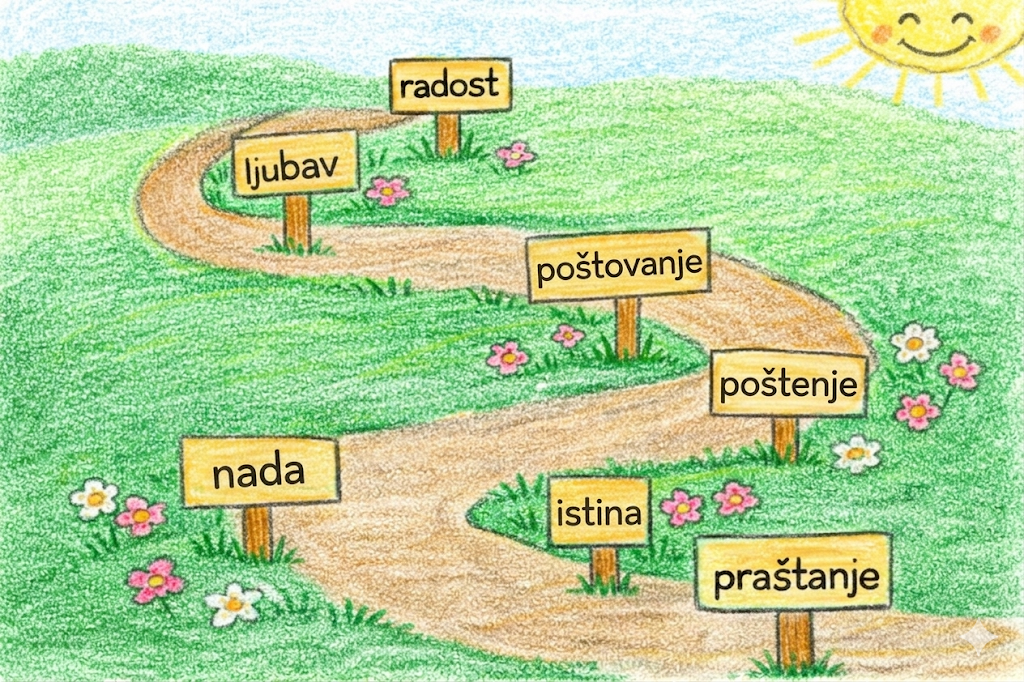 radost
ljubav
poštovanje
poštenje
nada
istina
praštanje